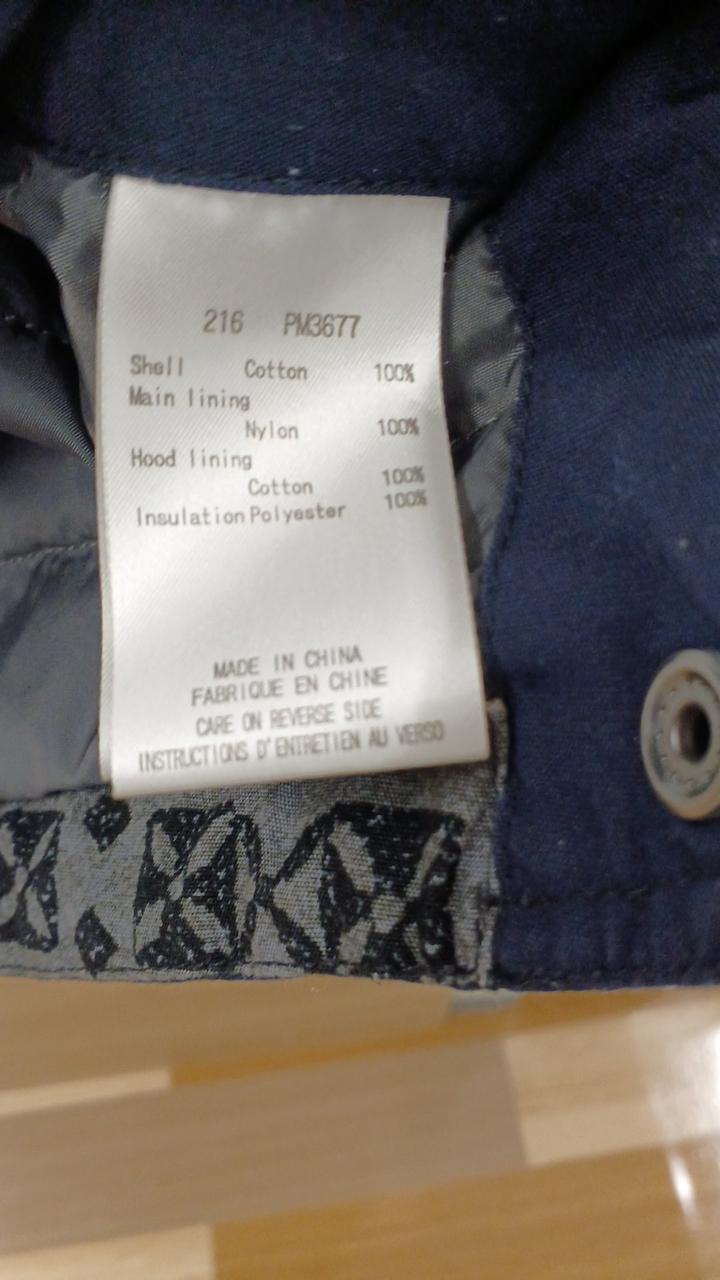 216 PM3677
Shell Cotton 100%
Main lining
Nylon 100%
Hood lining
Cotton 100%
Insulation Polyester 100%
MADE IN CHINA
FABRIQUE EN CHINE
CARE ON REVERSE SIDE
INSTRUCTIONS D'ENTRETIEN AU VERSO